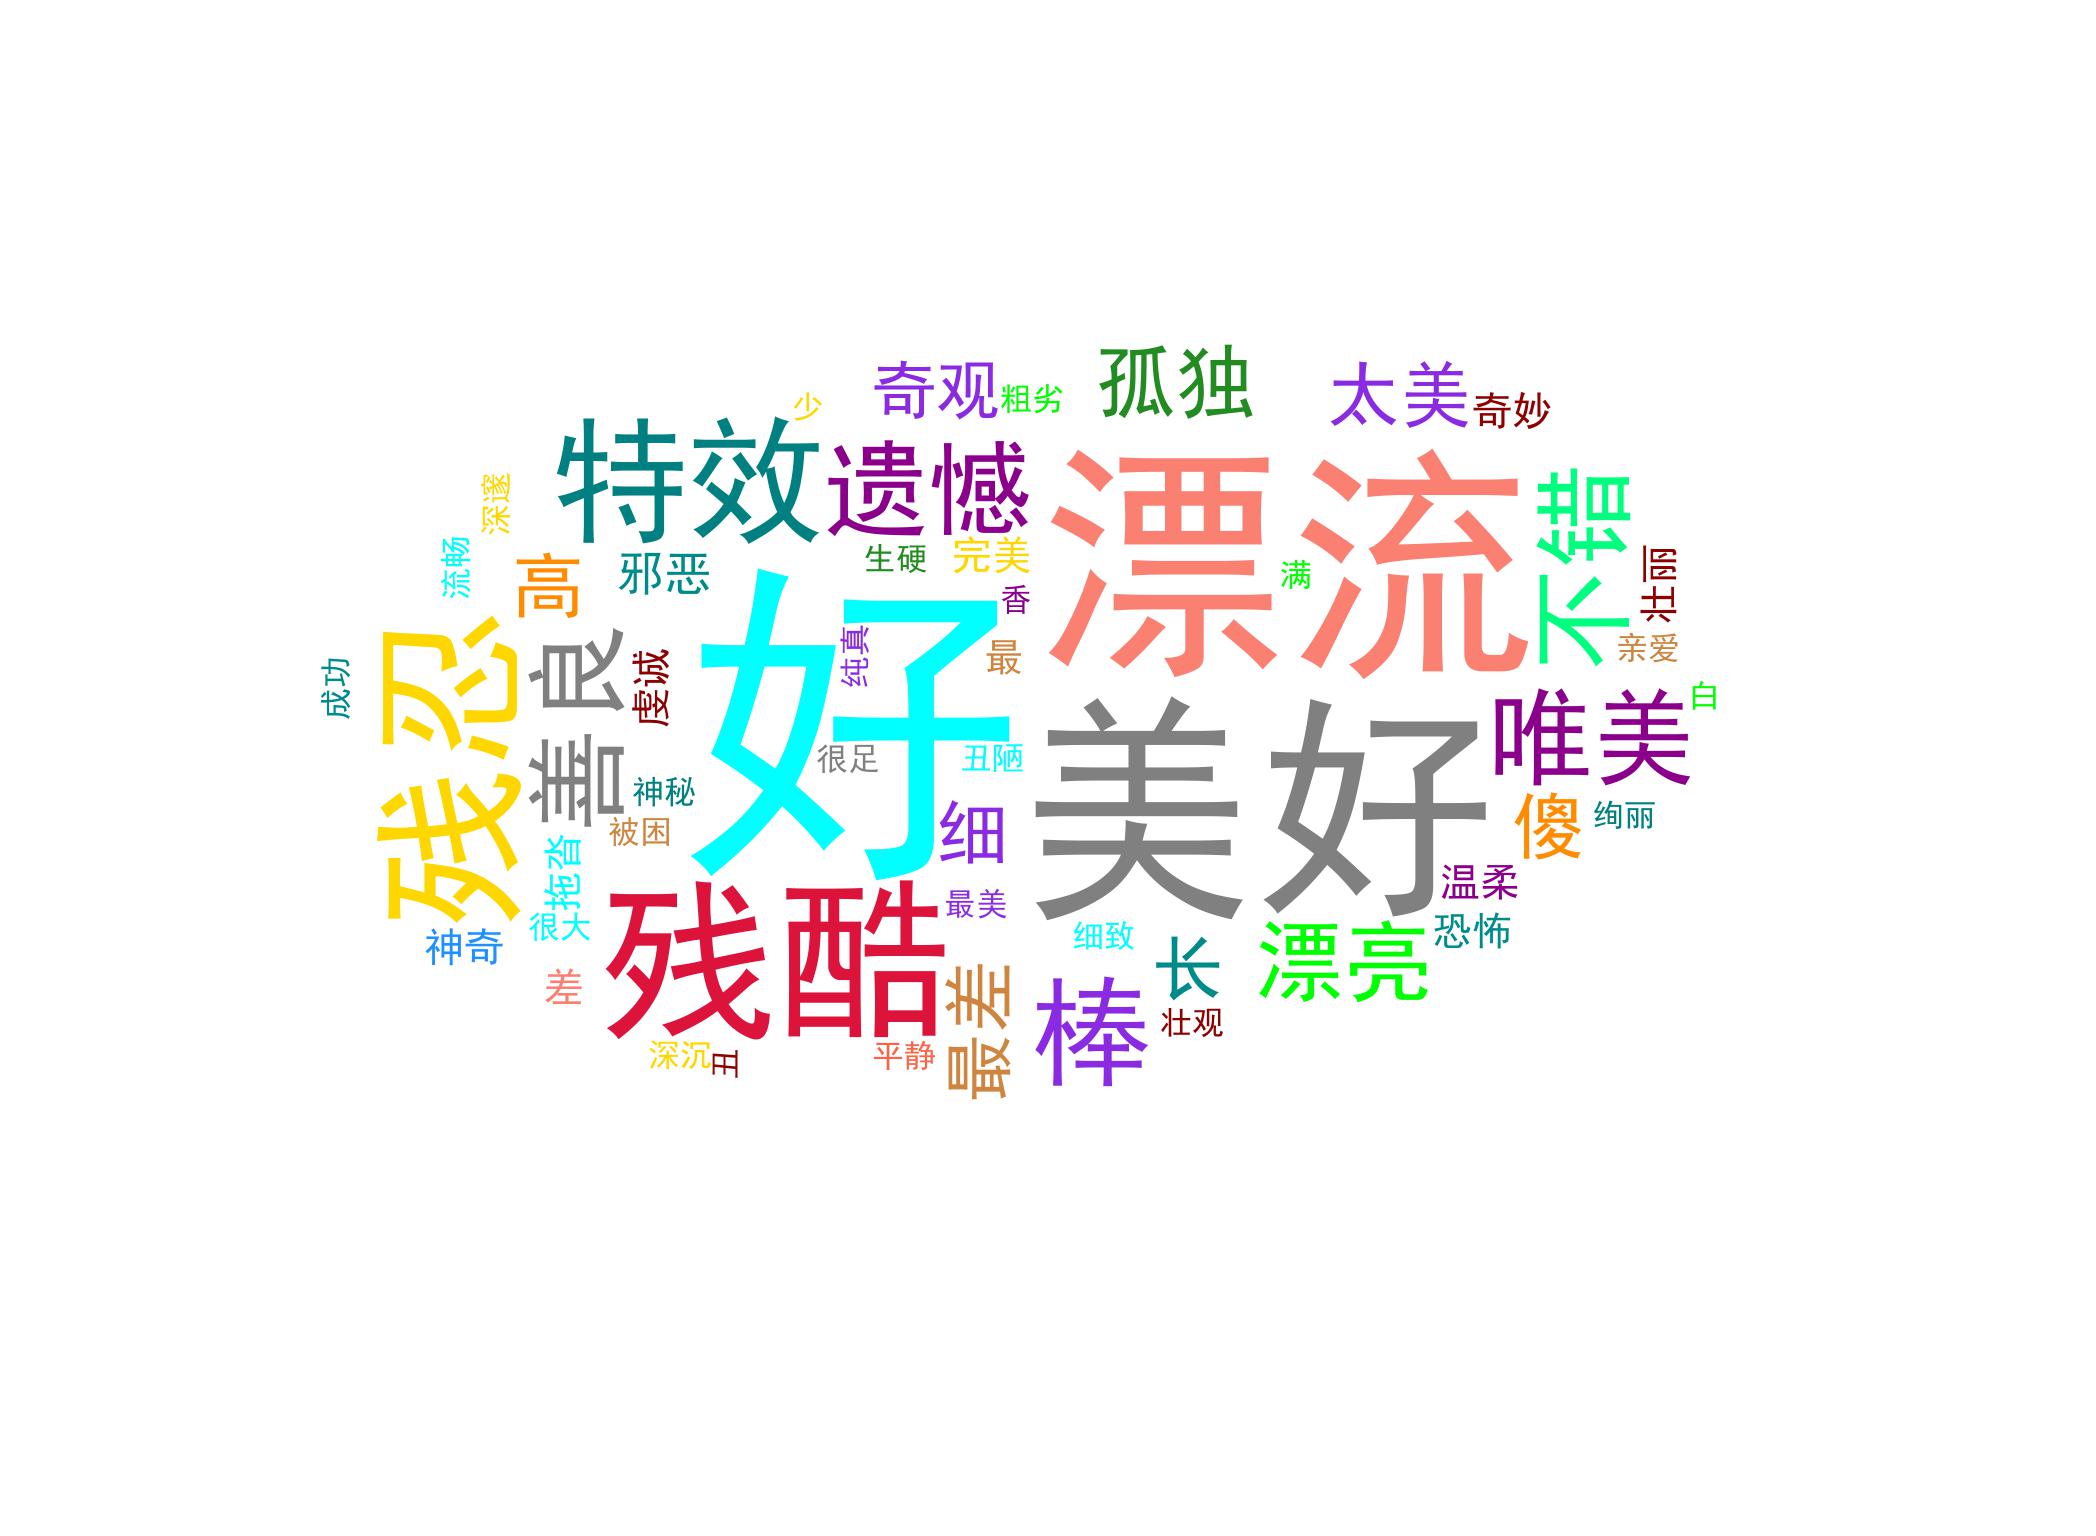 孤独
奇观
太美
粗劣
奇妙
少
特效
遗憾
漂流
不错
深邃
流畅
高
邪恶
生硬
完美
满
壮丽
香
好
纯真
最
亲爱
成功
残忍
善良
虔诚
白
美好
唯美
很足
丑陋
神秘
被困
细
傻
绚丽
拖沓
温柔
残酷
最美
很大
神奇
细致
恐怖
漂亮
长
差
最差
棒
壮观
深沉
丑
平静